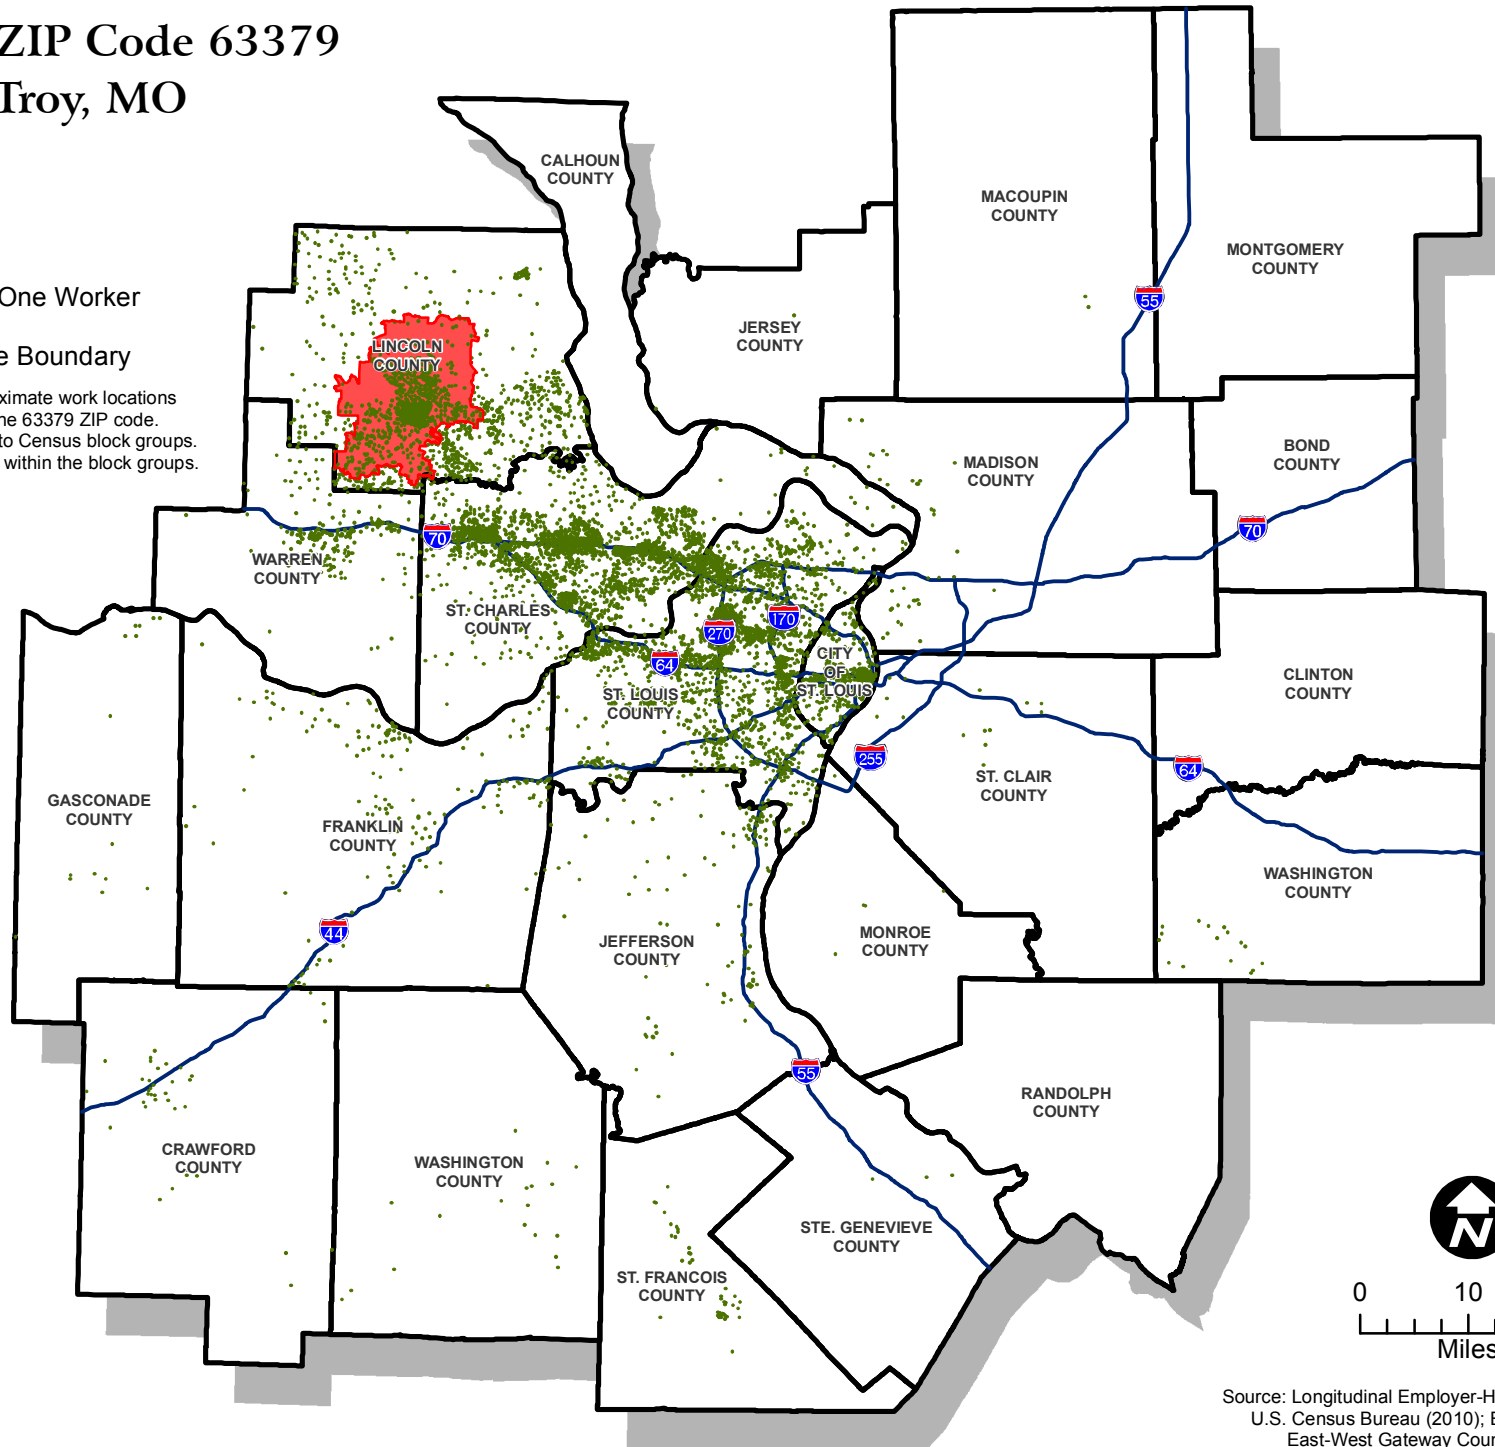 ZIP Code 63379
Troy, MO
One Worker
e Boundary
ximate work locations
he 63379 ZIP code.
to Census block groups.
within the block groups.
CALHOUN
COUNTY
MACOUPIN
COUNTY
MONTGOMERY
COUNTY
55
JERSEY
COUNTY
LINCOLN
COUNTY
MADISON
COUNTY
BOND
COUNTY
70
70
WARREN
COUNTY
ST. CHARLES
COUNTY
170
270
64
CITY
OF
ST. LOUIS
ST. LOUIS
COUNTY
CLINTON
COUNTY
255
64
ST. CLAIR
COUNTY
GASCONADE
COUNTY
FRANKLIN
COUNTY
WASHINGTON
COUNTY
44
JEFFERSON
COUNTY
MONROE
COUNTY
55
RANDOLPH
COUNTY
CRAWFORD
COUNTY
WASHINGTON
COUNTY
STE. GENEVIEVE
COUNTY
ST. FRANCOIS
COUNTY
N
0 10
Miles
Source: Longitudinal Employer-H
U.S. Census Bureau (2010); E
East-West Gateway Cour